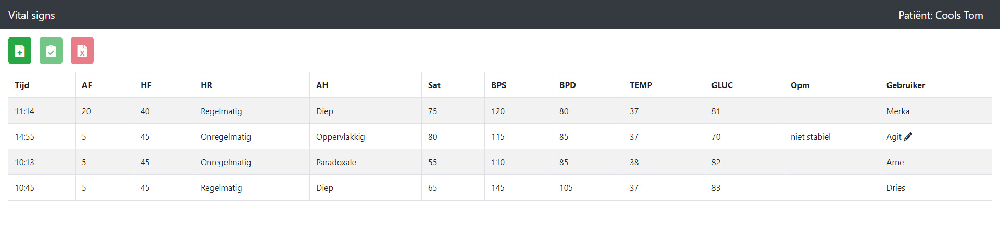 Vital signs Patiënt: Cools Tom
Tijd AF HF HR AH Sat BPS BPD TEMP GLUC Opm Gebruiker
11:14 20 40 Regelmatig Diep 75 120 80 37 81 Merka
14:55 5 45 Onregelmatig Oppervlakkig 80 115 85 37 70 niet stabiel Agit
10:13 5 45 Onregelmatig Paradoxale 55 110 85 38 82 Arne
10:45 5 45 Regelmatig Diep 65 145 105 37 83 Dries